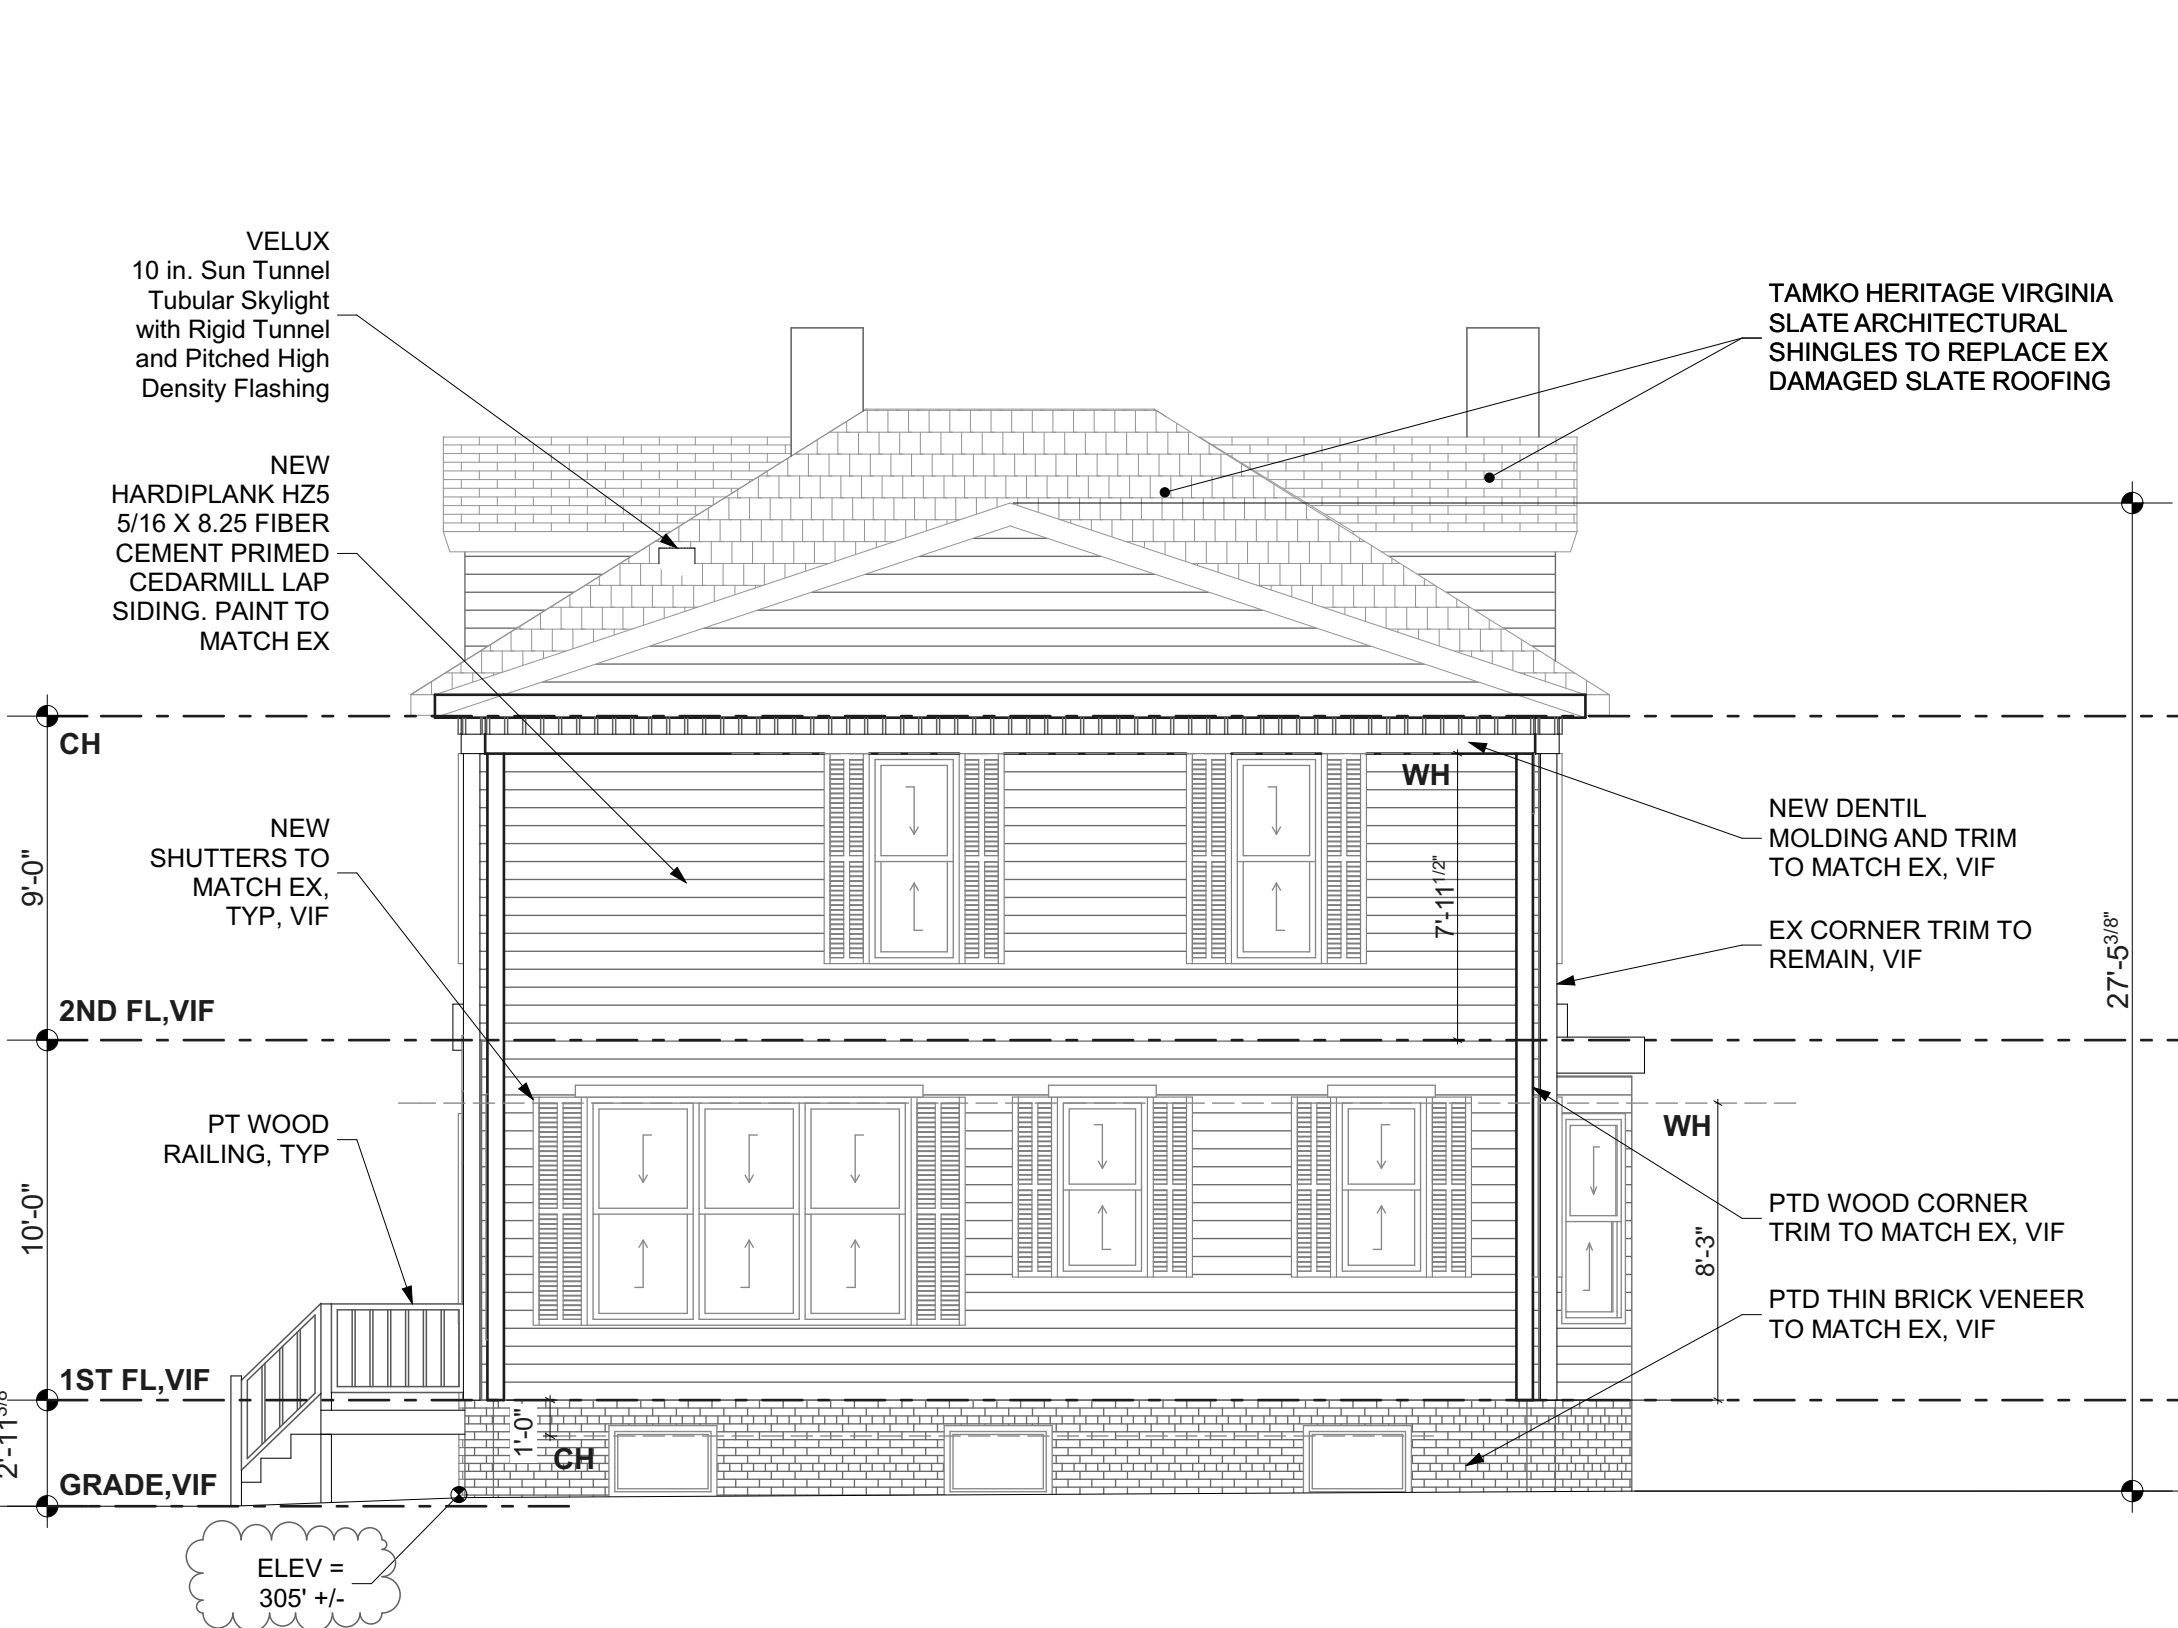 VELUX
10 in. Sun Tunnel
Tubular Skylight
with Rigid Tunnel
and Pitched High
Density Flashing
NEW
HARDIPLANK HZ5
5/16 X 8.25 FIBER
CEMENT PRIMED
CEDARMILL LAP
SIDING. PAINT TO
MATCH EX
CH
9'-0"
NEW
SHUTTERS TO
MATCH EX,
TYP, VIF
2ND FL,VIF
PT WOOD
RAILING, TYP
10'-0"
1ST FL,VIF
2'-11 3/8
GRADE,VIF
ELEV =
305' +/-
1'-0"
CH
WH
7'-11 1/2"
TAMKO HERITAGE VIRGINIA
SLATE ARCHITECTURAL
SHINGLES TO REPLACE EX
DAMAGED SLATE ROOFING
NEW DENTIL
MOLDING AND TRIM
TO MATCH EX, VIF
EX CORNER TRIM TO
REMAIN, VIF
27'-5 3/8"
WH
8'-3"
PTD WOOD CORNER
TRIM TO MATCH EX, VIF
PTD THIN BRICK VENEER
TO MATCH EX, VIF